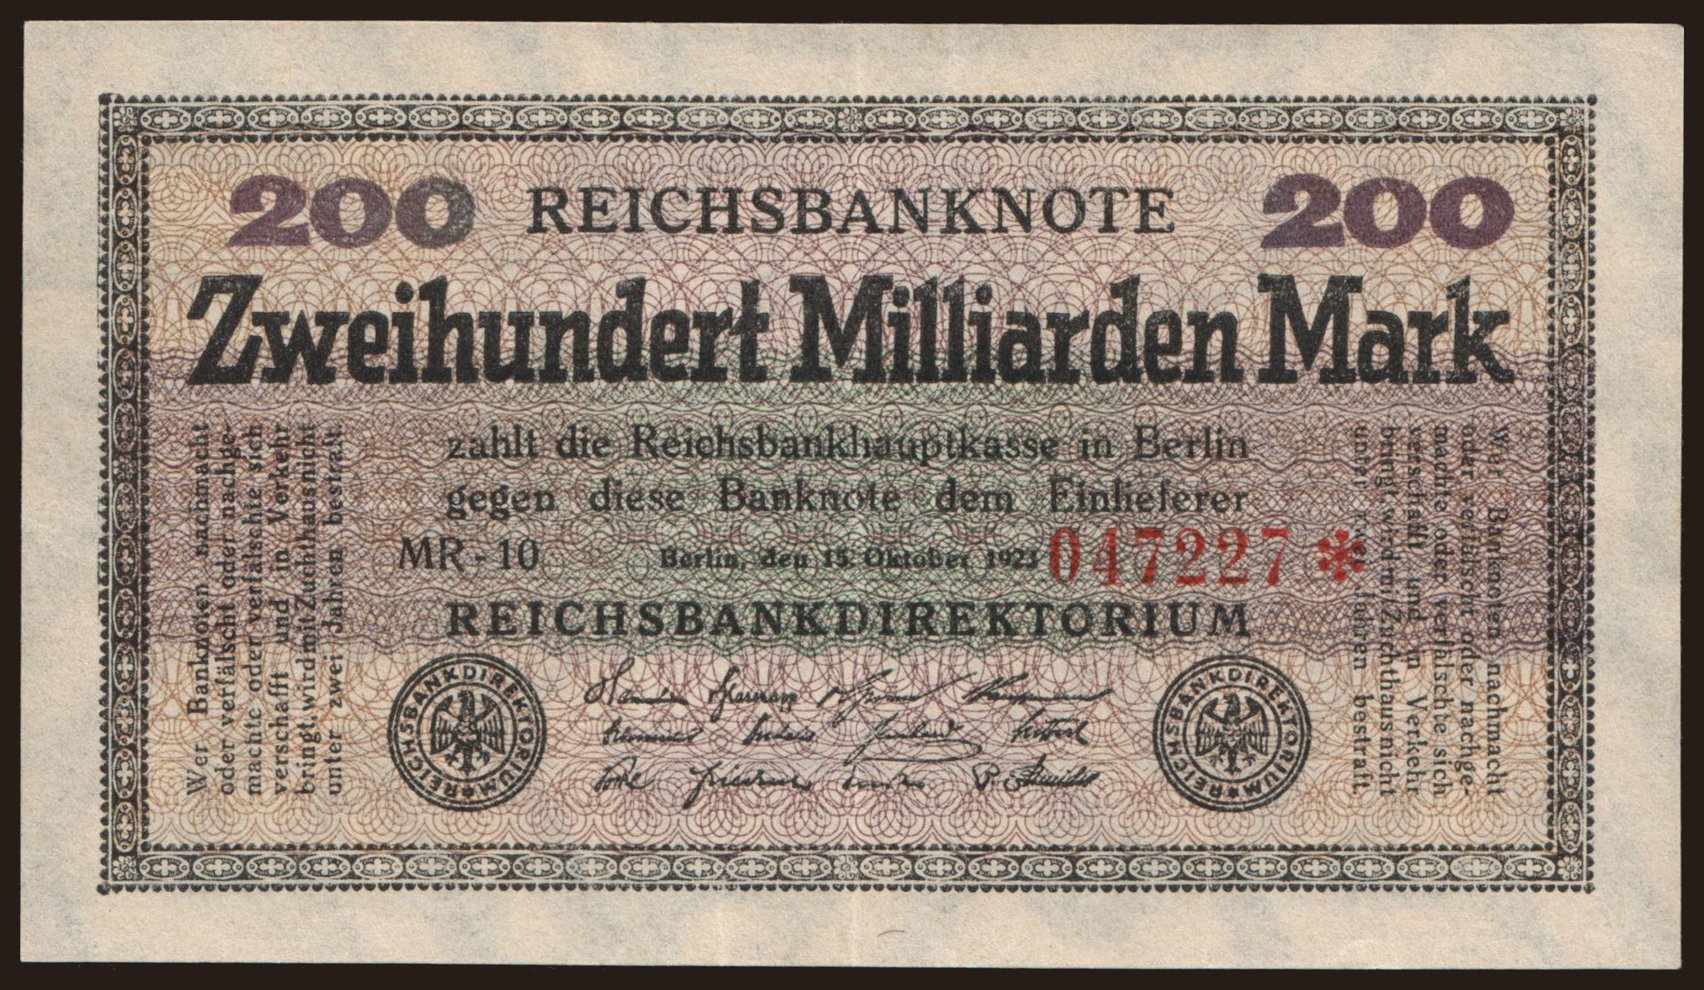 200 REICHSBANKNOTE 200
Zweihundert Milliarden Mark
zahlt die Reichsbankhauptkasse in Berlin
gegen diese Banknote dem Einlieferer
MR-10 Berlin, den 15. Oktober 1923 047227 *
REICHSBANKDIREKTORIUM
REICHSBANKDIREKTORIUM
REICHSBANKDIREKTORIUM
Wer Banknoten nachmacht
oder verfälscht oder nachge-
machte oder verfälschte sich
verschafft und in Verkehr
bringt, wird mit Zuchthaus nicht
unter zwei Jahren bestraft
Wer Banknoten nachmacht
oder verfälscht oder nachge-
machte oder verfälschte sich
verschafft und in Verkehr
bringt, wird mit Zuchthaus nicht
unter zwei Jahren bestraft